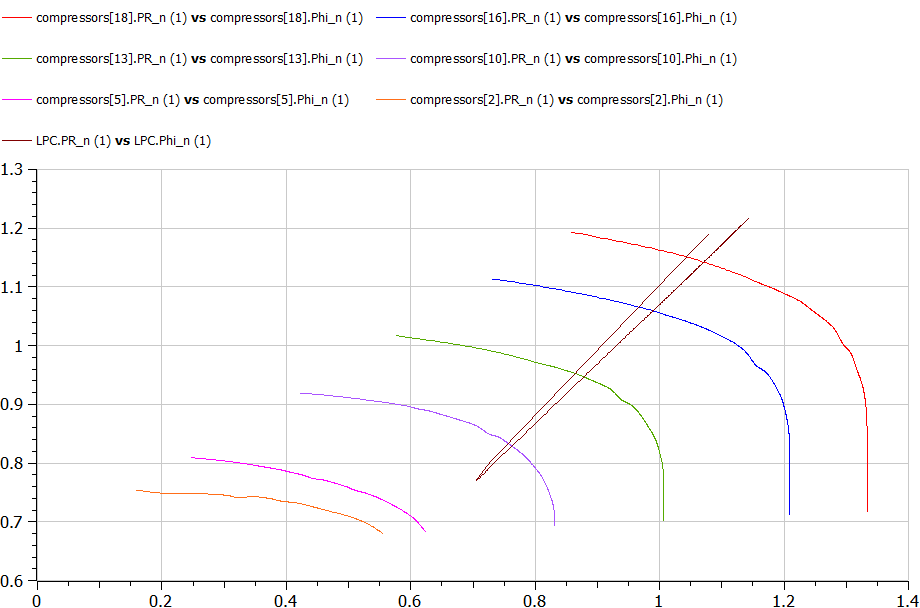 compressors[18].PR_n (1) vs compressors[18].Phi_n (1) compressors[16].PR_n (1) vs compressors[16].Phi_n (1)
compressors[13].PR_n (1) vs compressors[13].Phi_n (1) compressors[10].PR_n (1) vs compressors[10].Phi_n (1)
compressors[5].PR_n (1) vs compressors[5].Phi_n (1) compressors[2].PR_n (1) vs compressors[2].Phi_n (1)
LPC.PR_n (1) vs LPC.Phi_n (1)
1.3
1.2
1.1
1
0.9
0.8
0.7
0.6
0 0.2 0.4 0.6 0.8 1 1.2 1.4